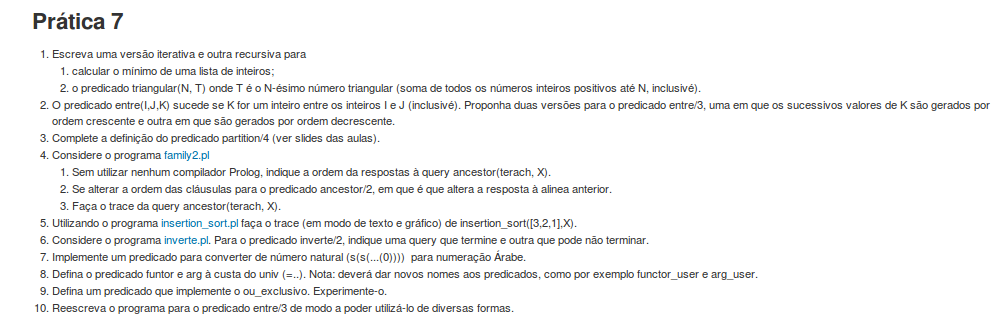 Prática 7
1. Escreva uma versão iterativa e outra recursiva para
1. calcular o mínimo de uma lista de inteiros;
2. o predicado triangular(N, T) onde T é o N-ésimo número triangular (soma de todos os números inteiros positivos até N, inclusivé).
2. O predicado entre(I,J,K) sucede se K for um inteiro entre os inteiros I e J (inclusivé). Proponha duas versões para o predicado entre/3, uma em que os sucessivos valores de K são gerados por
ordem crescente e outra em que são gerados por ordem decrescente.
3. Complete a definição do predicado partition/4 (ver slides das aulas).
4. Considere o programa family2.pl
1. Sem utilizar nenhum compilador Prolog, indique a ordem da respostas à query ancestor(terach, X).
2. Se alterar a ordem das cláusulas para o predicado ancestor/2, em que é que altera a resposta à alinea anterior.
3. Faça o trace da query ancestor(terach, X).
5. Utilizando o programa insertion_sort.pl faça o trace (em modo de texto e gráfico) de insertion_sort([3,2,1],X).
6. Considere o programa inverte.pl. Para o predicado inverte/2, indique uma query que termine e outra que pode não terminar.
7. Implemente um predicado para converter de número natural (s(s(...(0)))) para numeração Árabe.
8. Defina o predicado funtor e arg à custa do univ (=..). Nota: deverá dar novos nomes aos predicados, como por exemplo functor_user e arg_user.
9. Defina um predicado que implemente o ou_exclusivo. Experimente-o.
10. Reescreva o programa para o predicado entre/3 de modo a poder utilizá-lo de diversas formas.